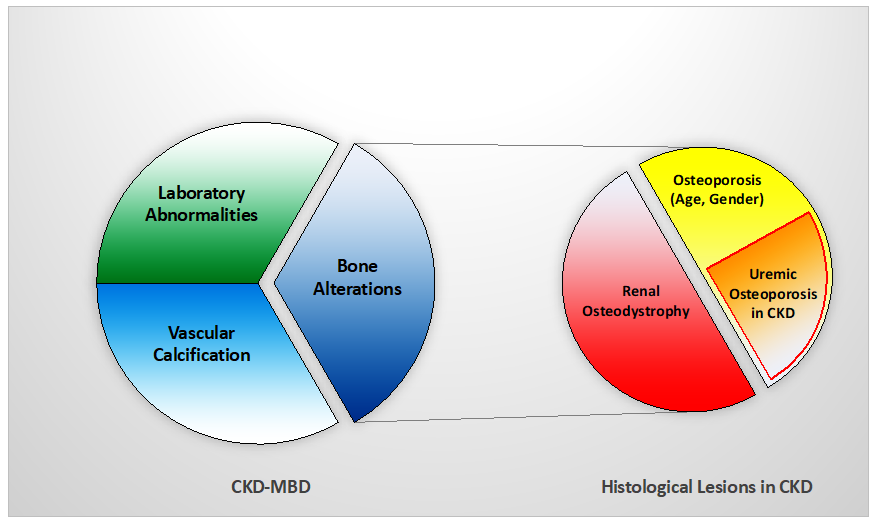 Laboratory
Abnormalities
Bone
Alterations
Vascular
Calcification
Osteoporosis
(Age, Gender)
Uremic
Osteoporosis
in CKD
Renal
Osteodystrophy
CKD-MBD
Histological Lesions in CKD